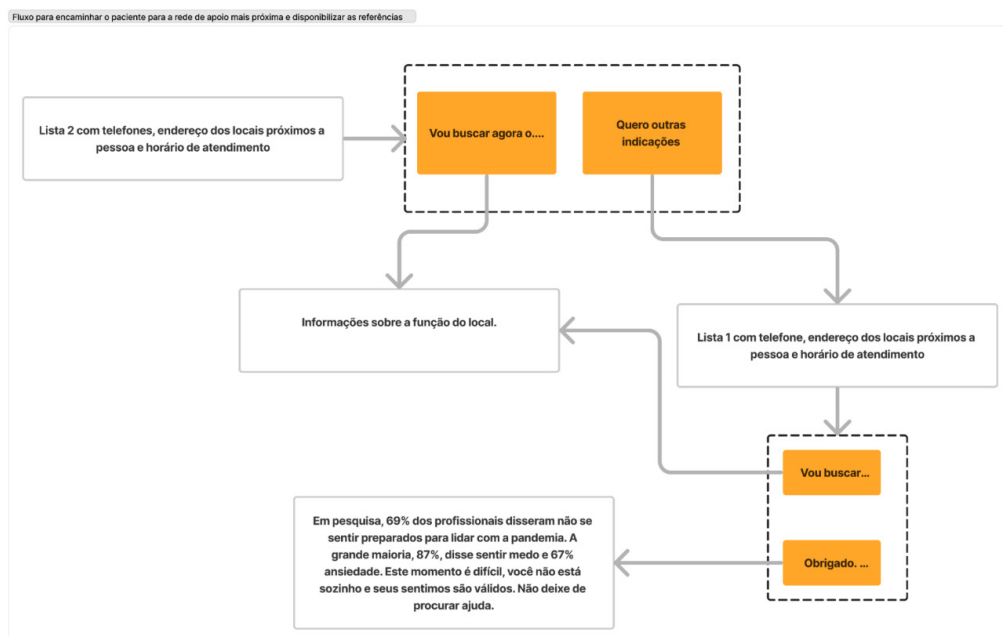 Fluxo para encaminhar o paciente para a rede de apoio mais próxima e disponibilizar as referências
Lista 2 com telefones, endereço dos locais próximos a
pessoa e horário de atendimento
Vou buscar agora o....
Quero outras
indicações
Informações sobre a função do local.
Lista 1 com telefone, endereço dos locais próximos a
pessoa e horário de atendimento
Vou buscar...
Obrigado. ...
Em pesquisa, 69% dos profissionais disseram não se
sentir preparados para lidar com a pandemia. A
grande maioria, 87%, disse sentir medo e 67%
ansiedade. Este momento é difícil, você não está
sozinho e seus sentimos são válidos. Não deixe de
procurar ajuda.